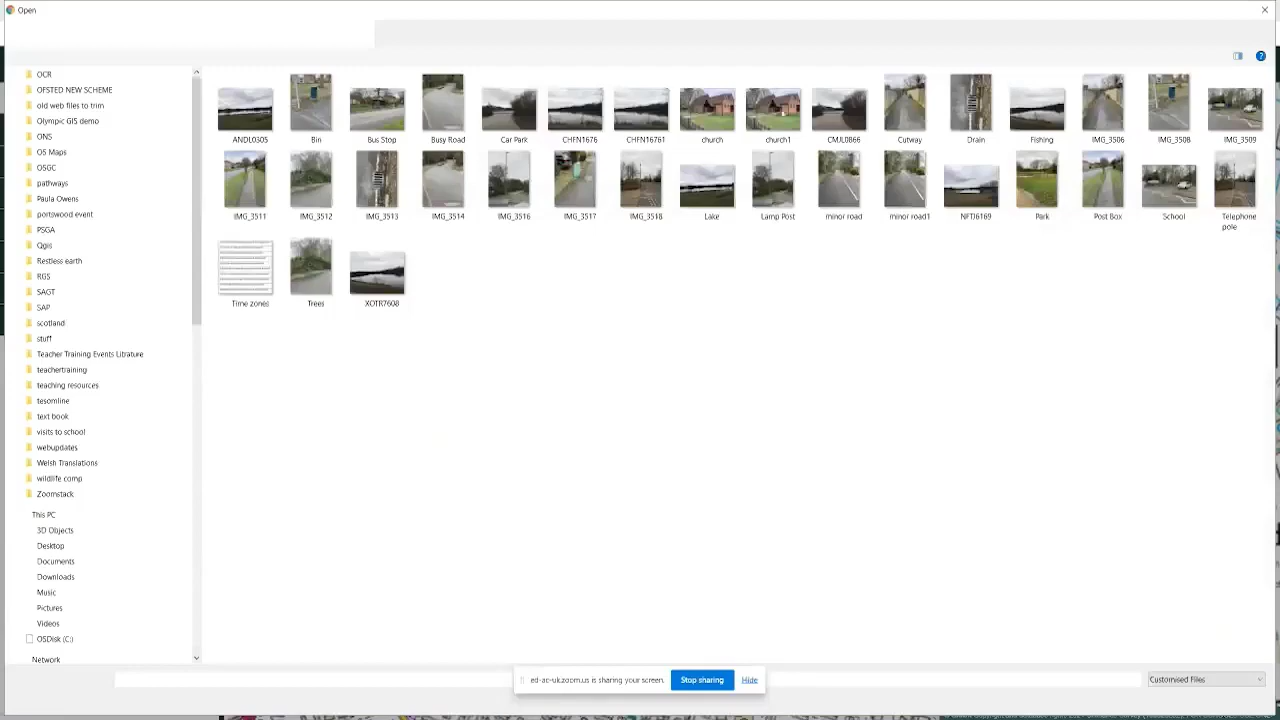 Open
OCR
OFSTED NEW SCHEME
old web files to trim
Olympic GIS demo
ONS
OS Maps
OSGC
pathways
Paula Owens
portswood event
PSGA
Qgis
Restless earth
RGS
SAGT
SAP
scotland
stuff
Teacher Training Events Litrature
teachertraining
teaching resources
tesomline
text book
visits to school
webupdates
Welsh Translations
wildlife comp
Zoomstack
This PC
3D Objects
Desktop
Documents
Downloads
Music
Pictures
Videos
OSDisk (C:)
Network
ANDL0305 Bin Bus Stop Busy Road Car Park CHFN1676 CHFN16761 church church1 CMJL0866 Cutway Drain Fishing IMG_3506 IMG_3508 IMG_3509
IMG_3511 IMG_3512 IMG_3513 IMG_3514 IMG_3516 IMG_3517 IMG_3518 Lake Lamp Post minor road minor road1 NFTJ6169 Park Post Box School Telephone
pole
Time zones Trees XOTR7608
ed-ac-uk.zoom.us is sharing your screen. Stop sharing Hide
Customised Files